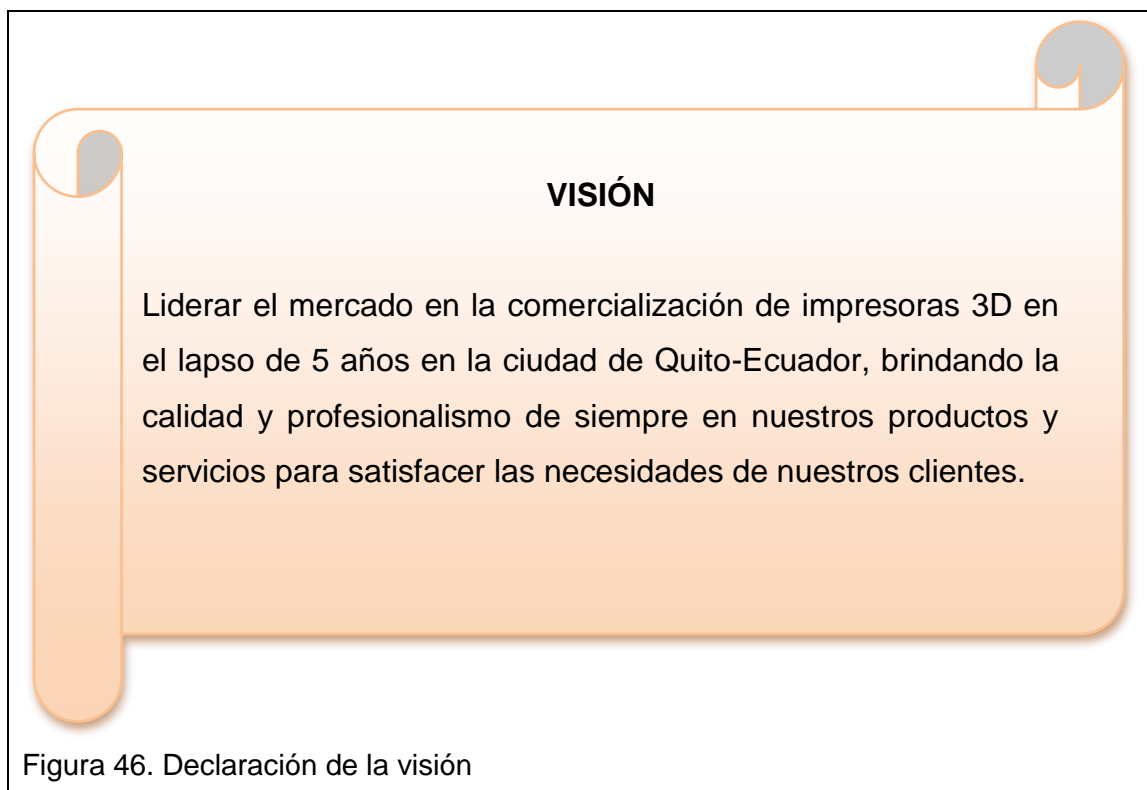 VISIÓN
Liderar el mercado en la comercialización de impresoras 3D en
el lapso de 5 años en la ciudad de Quito-Ecuador, brindando la
calidad y profesionalismo de siempre en nuestros productos y
servicios para satisfacer las necesidades de nuestros clientes.
Figura 46. Declaración de la visión